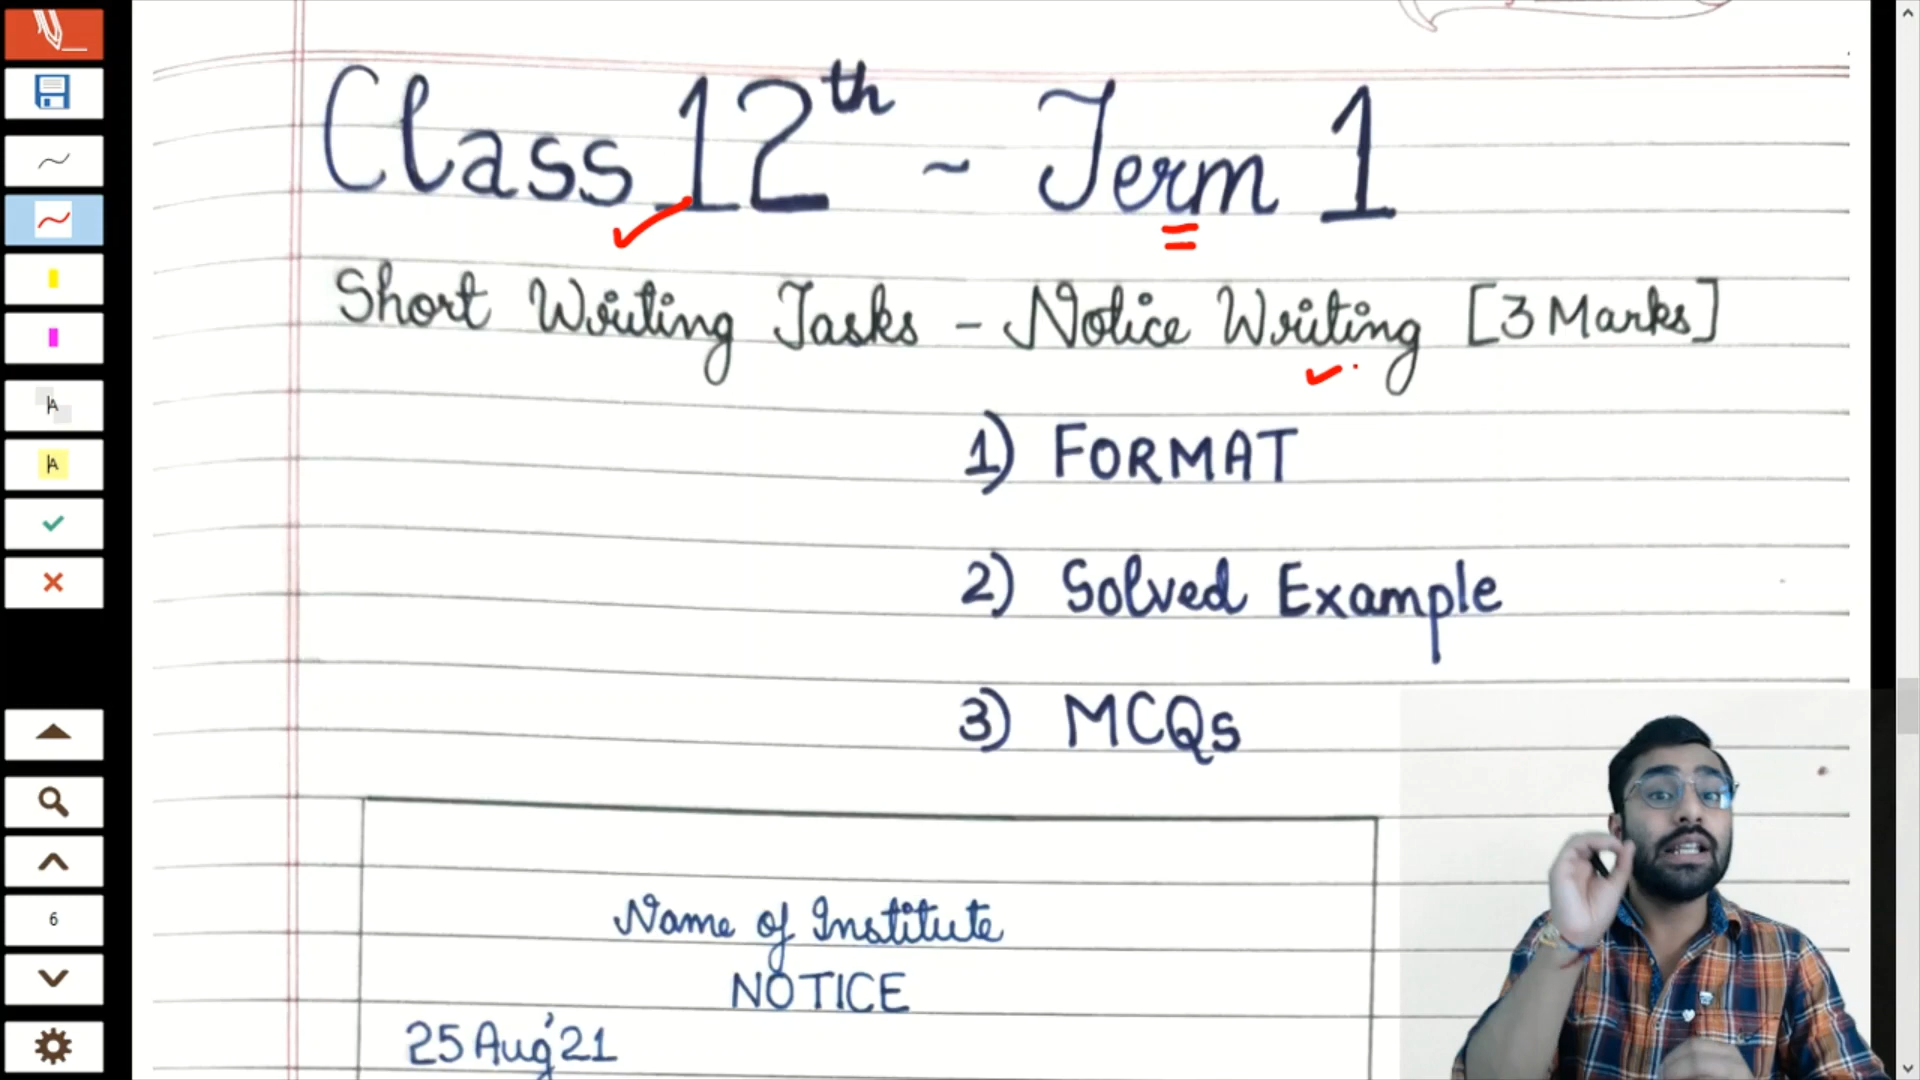 Class 12th ~ Term 1
Short Writing Tasks - Notice Writing [3 Marks]
1) FORMAT
2) Solved Example
3) MCQs
Name of Institute
NOTICE
25 Aug'21
A
A
6